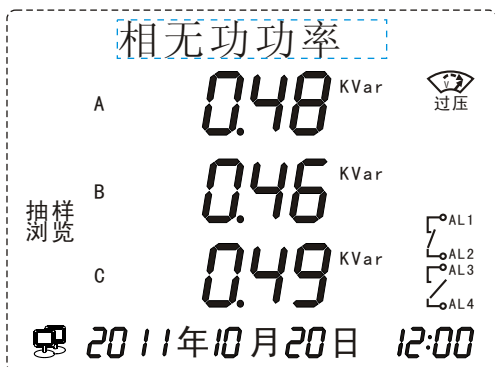 相无功功率
A 0.48 KVar
V
过压
B 0.46 KVar
抽样
浏览
AL1
AL2
C 0.49 KVar
AL3
AL4
2011年10月20日 12:00